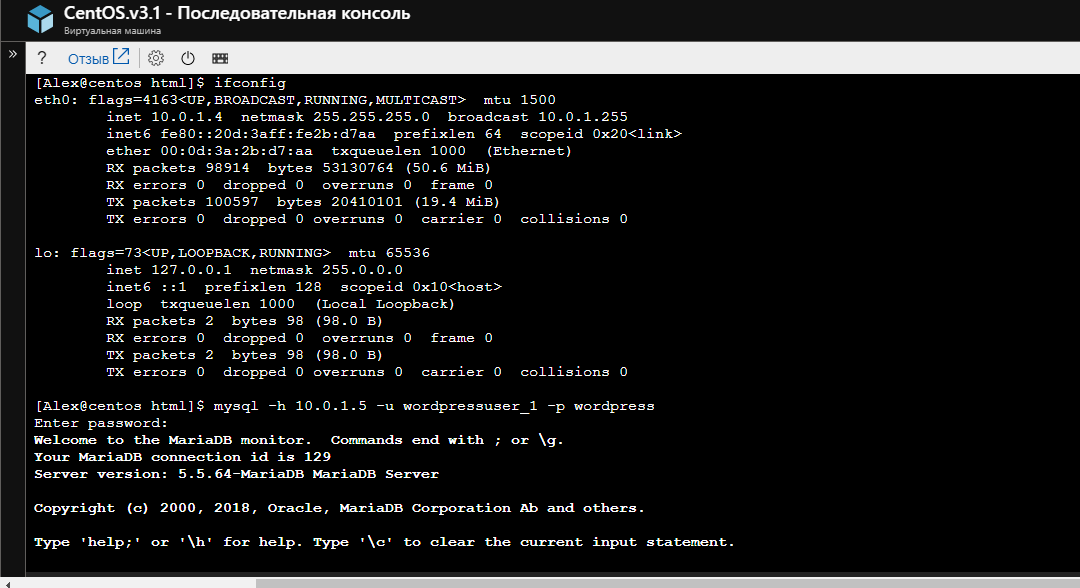 CentOS.v3.1 - Последовательная консоль
Виртуальная машина
» ? Отзыв
[Alex@centos html]$ ifconfig
eth0: flags=4163<UP,BROADCAST,RUNNING,MULTICAST>  mtu 1500
        inet 10.0.1.4  netmask 255.255.255.0  broadcast 10.0.1.255
        inet6 fe80::20d:3aff:fe2b:d7aa  prefixlen 64  scopeid 0x20<link>
        ether 00:0d:3a:2b:d7:aa  txqueuelen 1000  (Ethernet)
        RX packets 98914  bytes 53130764 (50.6 MiB)
        RX errors 0  dropped 0  overruns 0  frame 0
        TX packets 100597  bytes 20410101 (19.4 MiB)
        TX errors 0  dropped 0 overruns 0  carrier 0  collisions 0
lo: flags=73<UP,LOOPBACK,RUNNING>  mtu 65536
        inet 127.0.0.1  netmask 255.0.0.0
        inet6 ::1  prefixlen 128  scopeid 0x10<host>
        loop  txqueuelen 1000  (Local Loopback)
        RX packets 2  bytes 98 (98.0 B)
        RX errors 0  dropped 0  overruns 0  frame 0
        TX packets 2  bytes 98 (98.0 B)
        TX errors 0  dropped 0 overruns 0  carrier 0  collisions 0
[Alex@centos html]$ mysql -h 10.0.1.5 -u wordpressuser_1 -p wordpress
Enter password:
Welcome to the MariaDB monitor.  Commands end with ; or \g.
Your MariaDB connection id is 129
Server version: 5.5.64-MariaDB MariaDB Server
Copyright (c) 2000, 2018, Oracle, MariaDB Corporation Ab and others.
Type 'help;' or '\h' for help. Type '\c' to clear the current input statement.